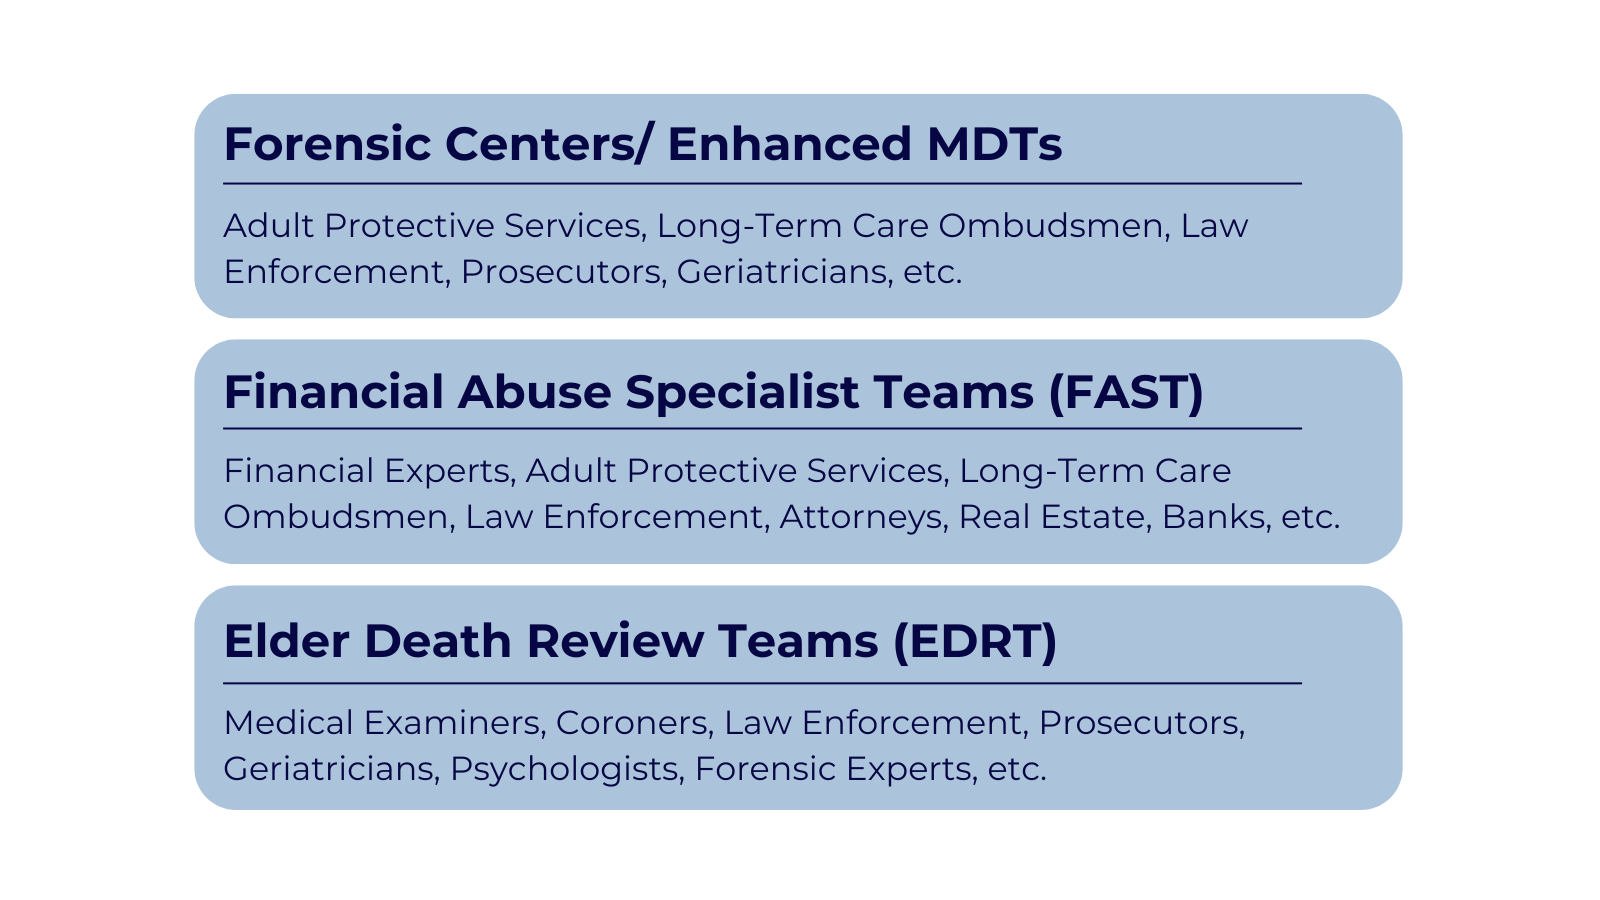 Forensic Centers/ Enhanced MDTs
Adult Protective Services, Long-Term Care Ombudsmen, Law
Enforcement, Prosecutors, Geriatricians, etc.
Financial Abuse Specialist Teams (FAST)
Financial Experts, Adult Protective Services, Long-Term Care
Ombudsmen, Law Enforcement, Attorneys, Real Estate, Banks, etc.
Elder Death Review Teams (EDRT)
Medical Examiners, Coroners, Law Enforcement, Prosecutors,
Geriatricians, Psychologists, Forensic Experts, etc.